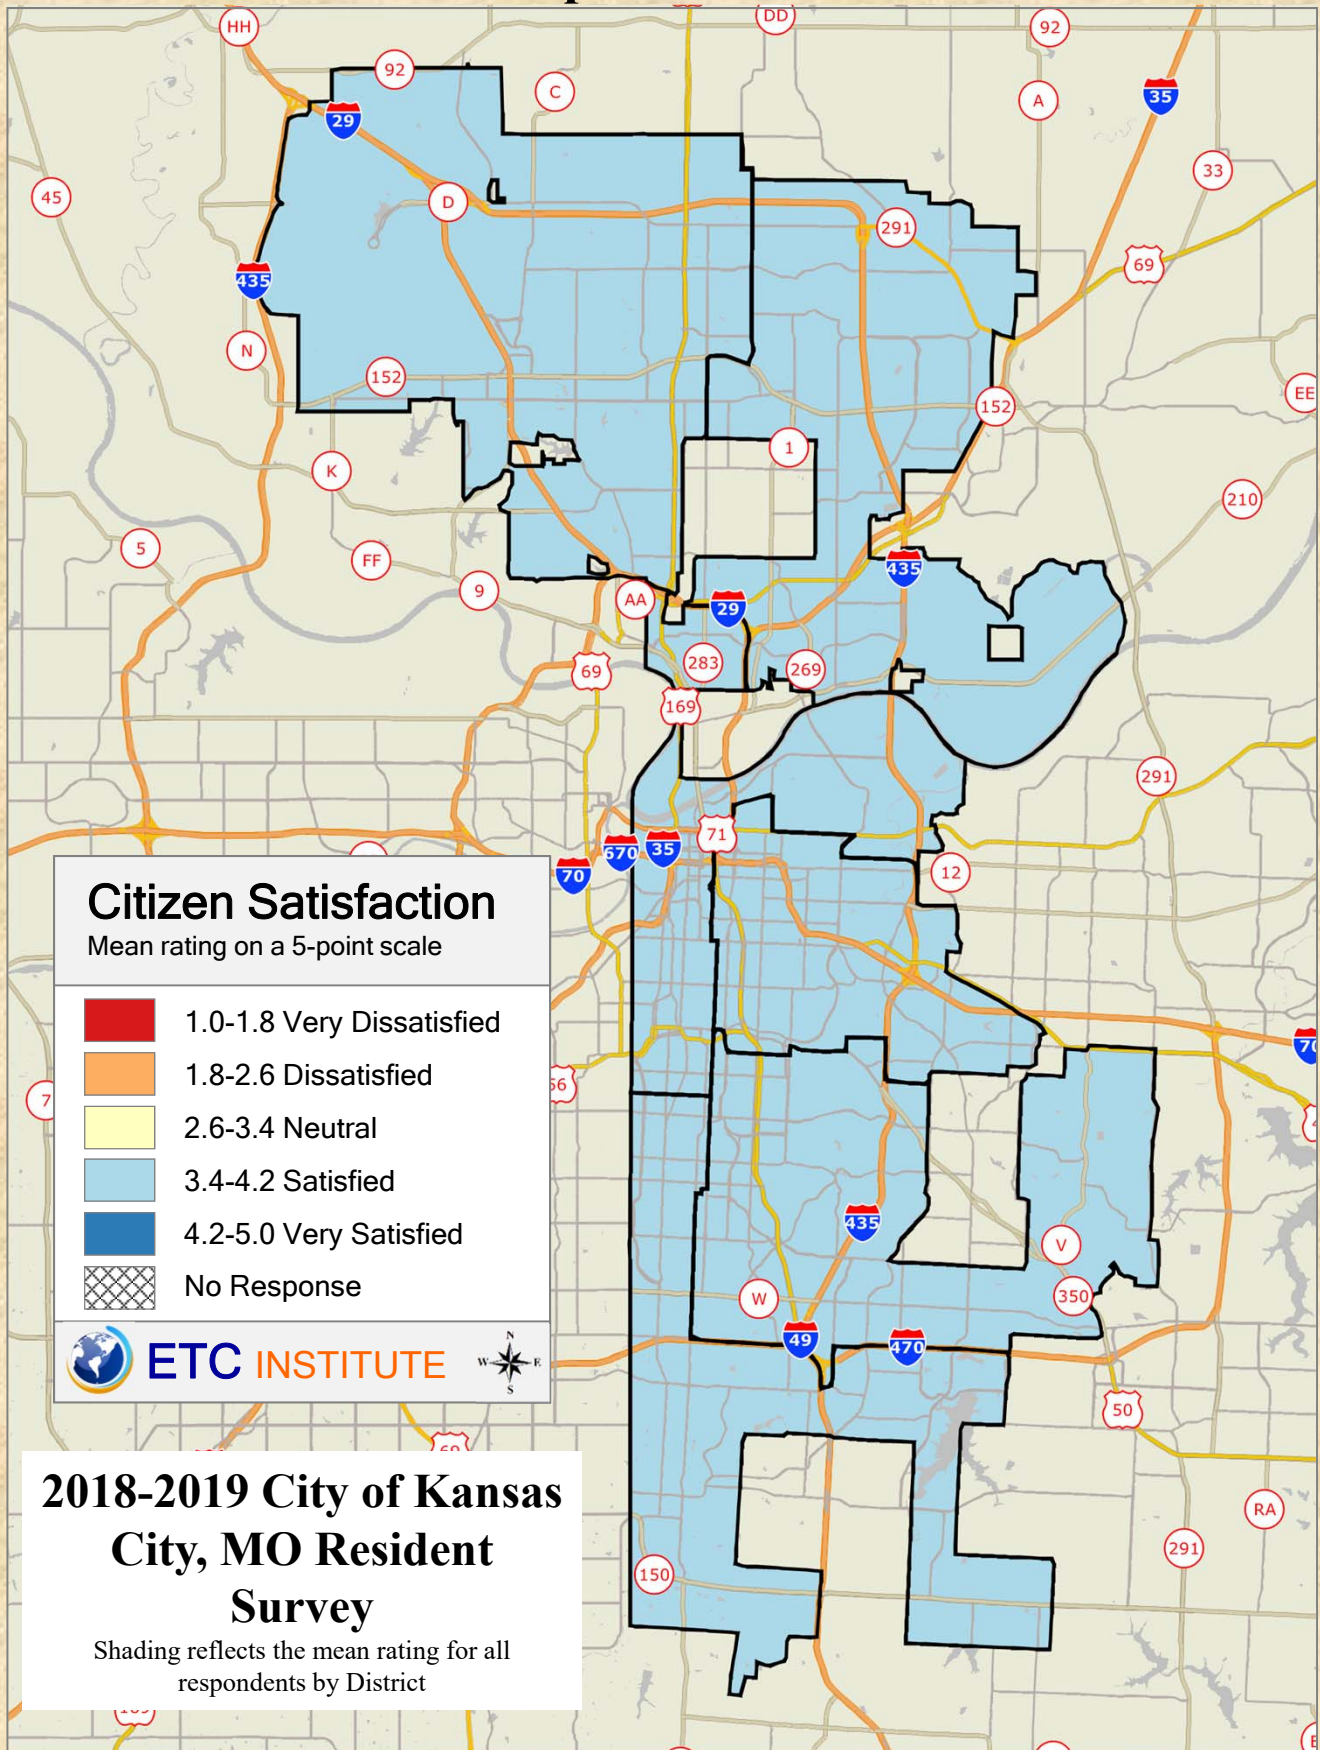 HH
DD
92
92
C
A
35
29
33
45
D
291
69
435
N
152
EE
152
1
K
210
5
FF
435
9
AA
29
283
269
69
169
291
71
670
35
70
12
Citizen Satisfaction
Mean rating on a 5-point scale
1.0-1.8 Very Dissatisfied
1.8-2.6 Dissatisfied
2.6-3.4 Neutral
3.4-4.2 Satisfied
4.2-5.0 Very Satisfied
No Response
ETC INSTITUTE
N
W
E
S
70
7
56
435
V
350
W
49
470
50
69
2018-2019 City of Kansas
City, MO Resident
Survey
Shading reflects the mean rating for all
respondents by District
RA
291
150
169